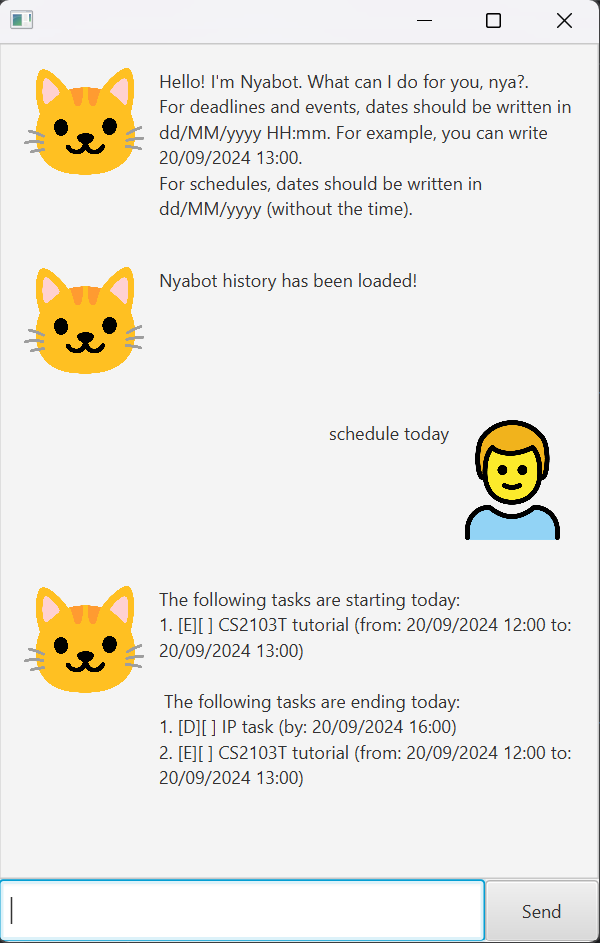 Hello! I'm Nyabot. What can I do for you, nya?.
For deadlines and events, dates should be written in
dd/MM/yyyy HH:mm. For example, you can write
20/09/2024 13:00.
For schedules, dates should be written in
dd/MM/yyyy (without the time).
Nyabot history has been loaded!
schedule today
The following tasks are starting today:
1. [E][ ] CS2103T tutorial (from: 20/09/2024 12:00 to:
20/09/2024 13:00)
The following tasks are ending today:
1. [D][ ] IP task (by: 20/09/2024 16:00)
2. [E][ ] CS2103T tutorial (from: 20/09/2024 12:00 to:
20/09/2024 13:00)
Send